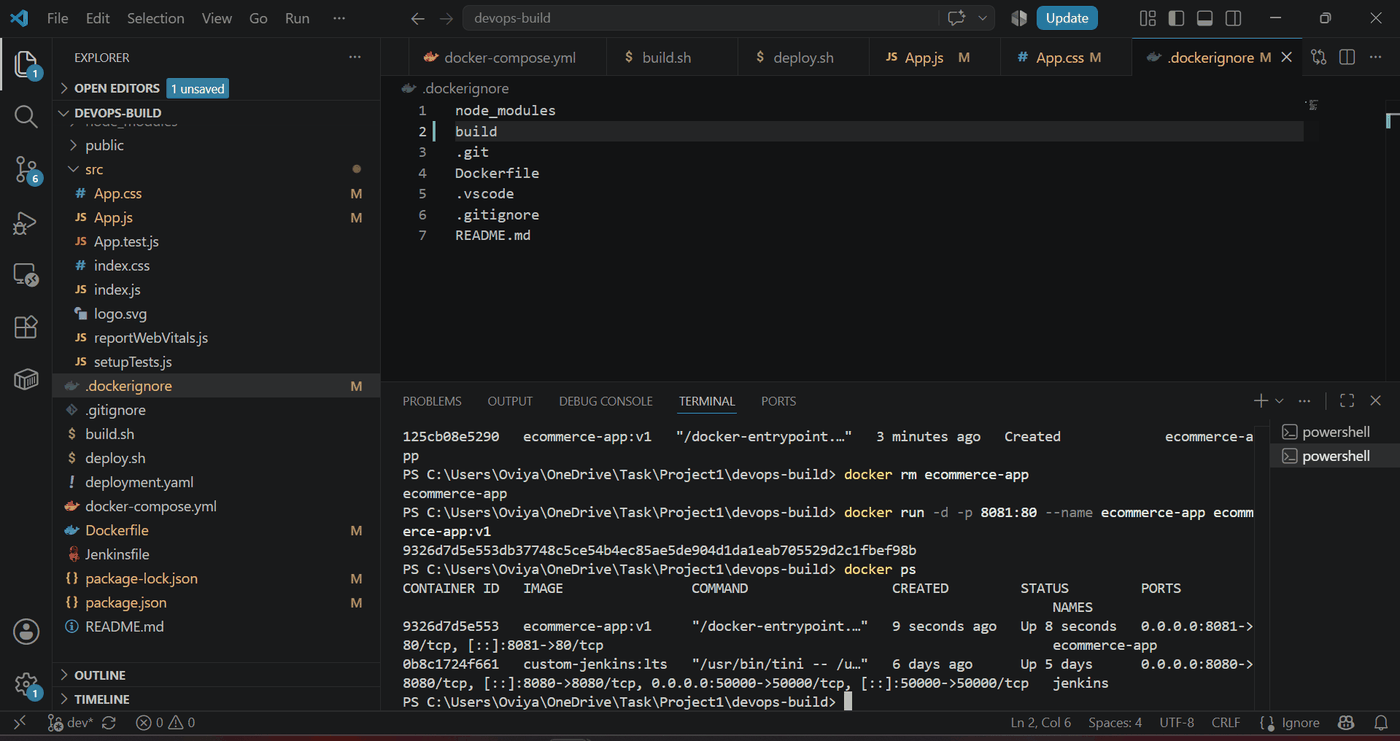 File Edit Selection View Go Run ···
devops-build
Update
EXPLORER
OPEN EDITORS 1 unsaved
DEVOPS-BUILD
node_modules
public
src
# App.css M
JS App.js M
JS App.test.js
# index.css
JS index.js
logo.svg
JS reportWebVitals.js
JS setupTests.js
.dockerignore M
.gitignore
$ build.sh
$ deploy.sh
! deployment.yaml
docker-compose.yml
Dockerfile M
Jenkinsfile
{} package-lock.json M
{} package.json M
README.md
OUTLINE
TIMELINE
1
6
1
docker-compose.yml $ build.sh $ deploy.sh JS App.js M # App.css M .dockerignore M
.dockerignore
1 node_modules
2 build
3 .git
4 Dockerfile
5 .vscode
6 .gitignore
7 README.md
PROBLEMS OUTPUT DEBUG CONSOLE TERMINAL PORTS
125cb08e5290 ecommerce-app:v1 "/docker-entrypoint.…" 3 minutes ago Created ecommerce-a
pp
PS C:\Users\Oviya\OneDrive\Task\Project1\devops-build> docker rm ecommerce-app
ecommerce-app
PS C:\Users\Oviya\OneDrive\Task\Project1\devops-build> docker run -d -p 8081:80 --name ecommerce-app ecomm
erce-app:v1
9326d7d5e553db37748c5ce54b4ec85ae5de904d1da1eab705529d2c1fbef98b
PS C:\Users\Oviya\OneDrive\Task\Project1\devops-build> docker ps
CONTAINER ID IMAGE COMMAND CREATED STATUS PORTS
NAMES
9326d7d5e553 ecommerce-app:v1 "/docker-entrypoint.…" 9 seconds ago Up 8 seconds 0.0.0.0:8081->
80/tcp, [::]:8081->80/tcp ecommerce-app
0b8c1724f661 custom-jenkins:lts "/usr/bin/tini -- /u…" 6 days ago Up 5 days 0.0.0.0:8080->
8080/tcp, [::]:8080->8080/tcp, 0.0.0.0:50000->50000/tcp, [::]:50000->50000/tcp jenkins
PS C:\Users\Oviya\OneDrive\Task\Project1\devops-build>
powershell
powershell
dev* 0 0 Ln 2, Col 6 Spaces: 4 UTF-8 CRLF Ignore